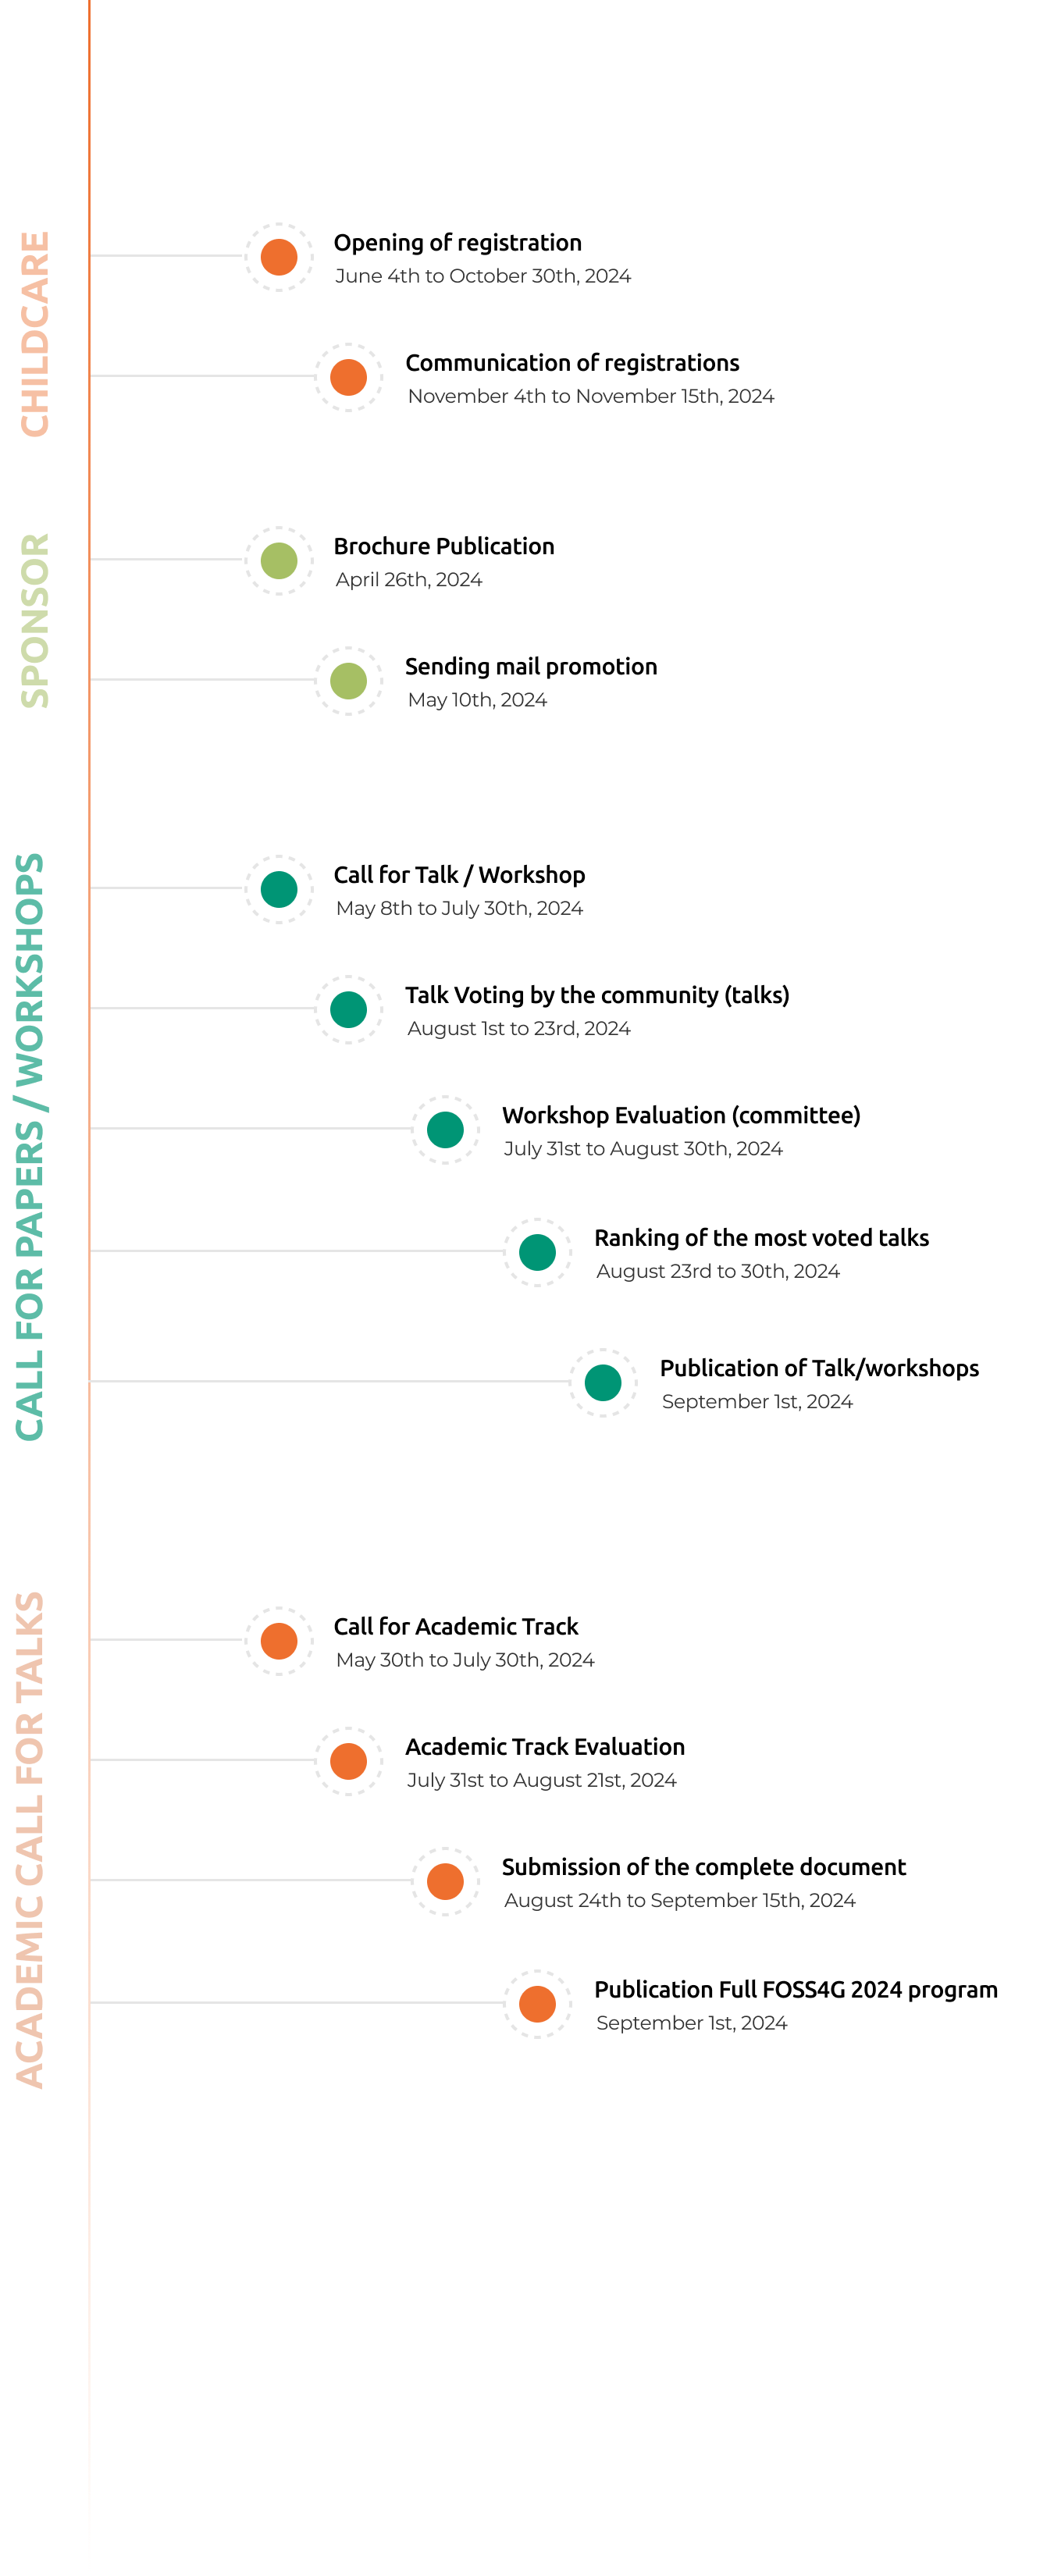 CHILDCARE
Opening of registration
June 4th to October 30th, 2024
Communication of registrations
November 4th to November 15th, 2024
SPONSOR
Brochure Publication
April 26th, 2024
Sending mail promotion
May 10th, 2024
CALL FOR PAPERS / WORKSHOPS
Call for Talk / Workshop
May 8th to July 30th, 2024
Talk Voting by the community (talks)
August 1st to 23rd, 2024
Workshop Evaluation (committee)
July 31st to August 30th, 2024
Ranking of the most voted talks
August 23rd to 30th, 2024
Publication of Talk/workshops
September 1st, 2024
ACADEMIC CALL FOR TALKS
Call for Academic Track
May 30th to July 30th, 2024
Academic Track Evaluation
July 31st to August 21st, 2024
Submission of the complete document
August 24th to September 15th, 2024
Publication Full FOSS4G 2024 program
September 1st, 2024